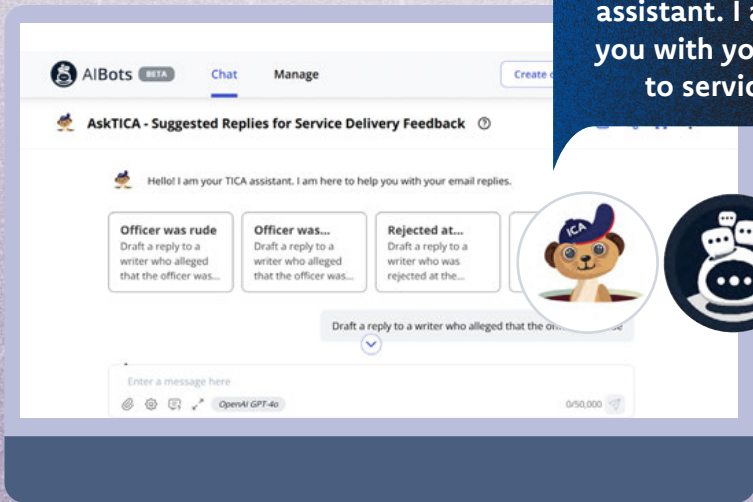 assistant. I
you with
to
AIBots BETA
Chat
Manage
Create
AskTICA - Suggested Replies for Service Delivery Feedback
Hello! I am your TICA assistant. I am here to help you with your email replies.
Officer was rude
Draft a reply to a
writer who alleged
that the officer was...
Officer was...
Draft a reply to a
writer who alleged
that the officer was...
Rejected at...
Draft a reply to a
writer who was
rejected at the...
ICA
Draft a reply to a writer who alleged that the
Enter a message here
OpenAI GPT-4o
0/50,000